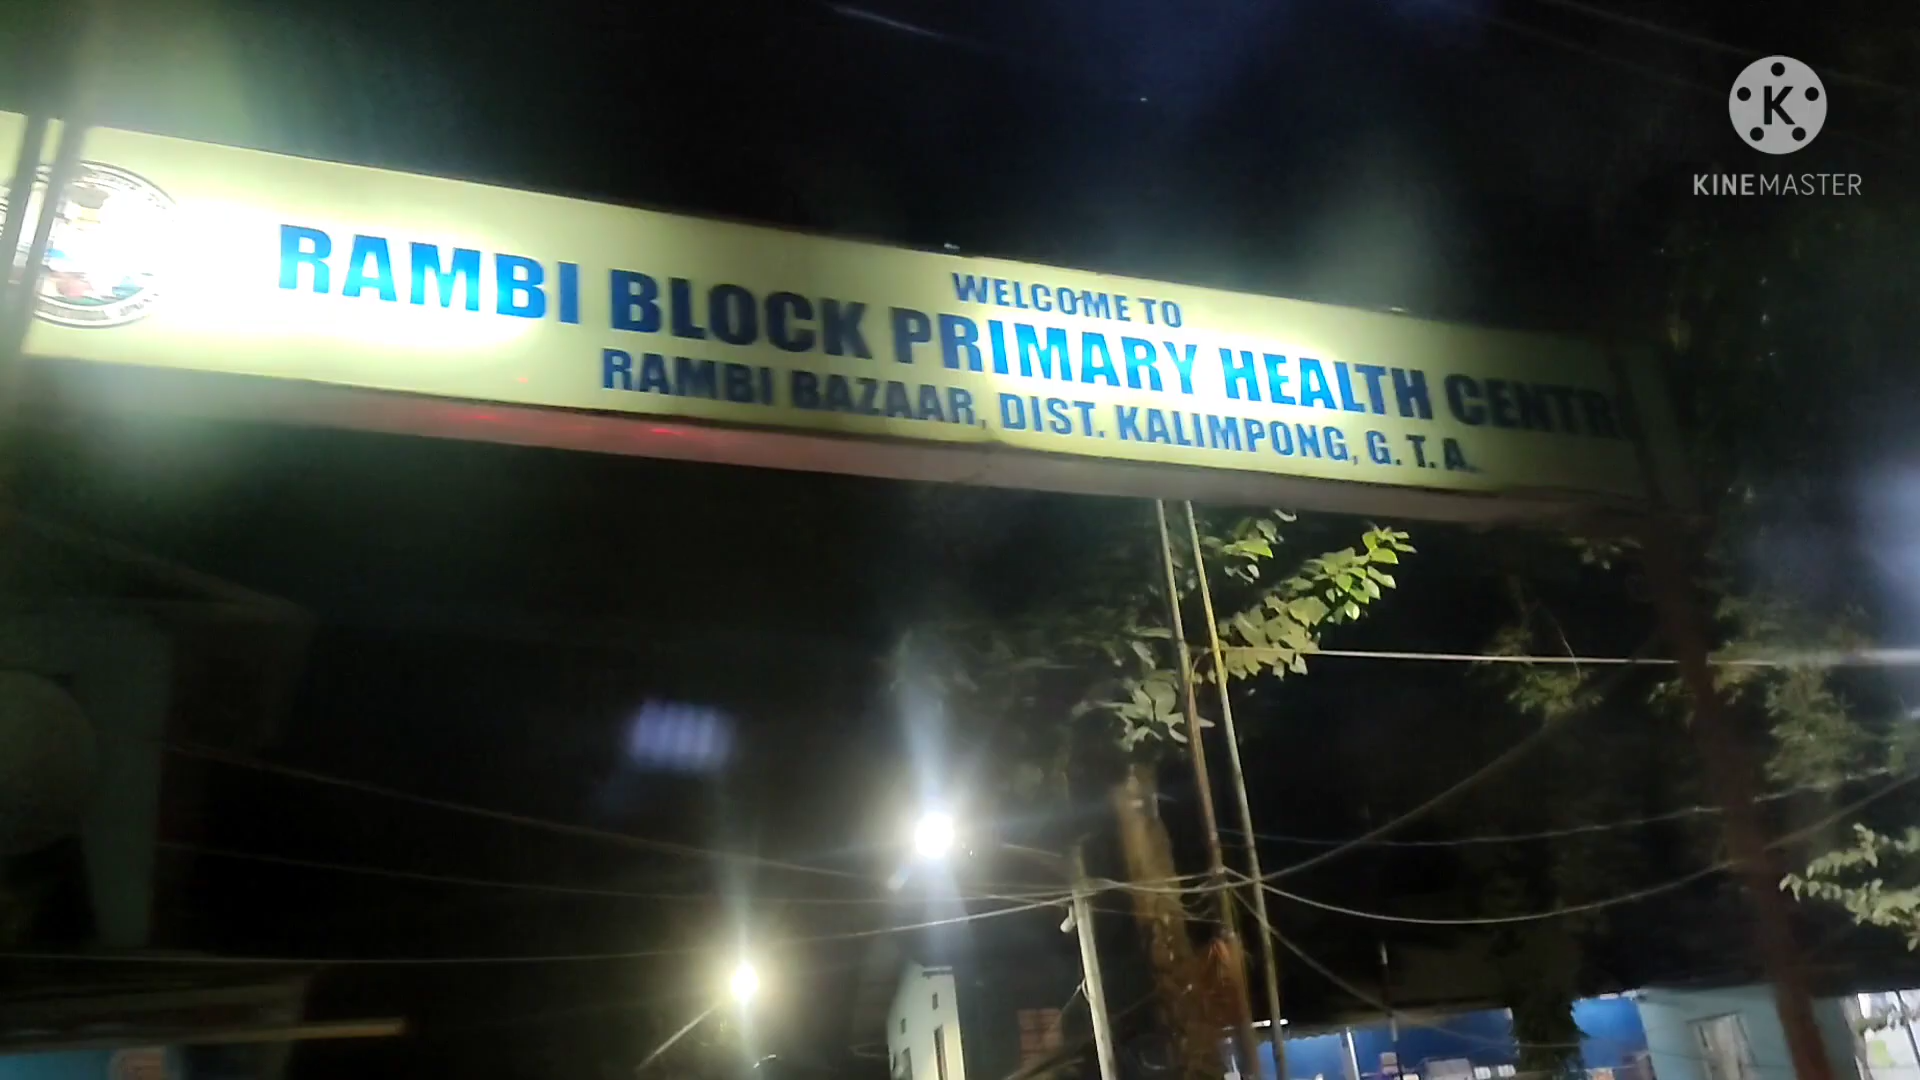 WELCOME TO
RAMBI BLOCK PRIMARY HEALTH CENTR
RAMBI BAZAAR, DIST. KALIMPONG, G. T. A.
K
KINEMASTER